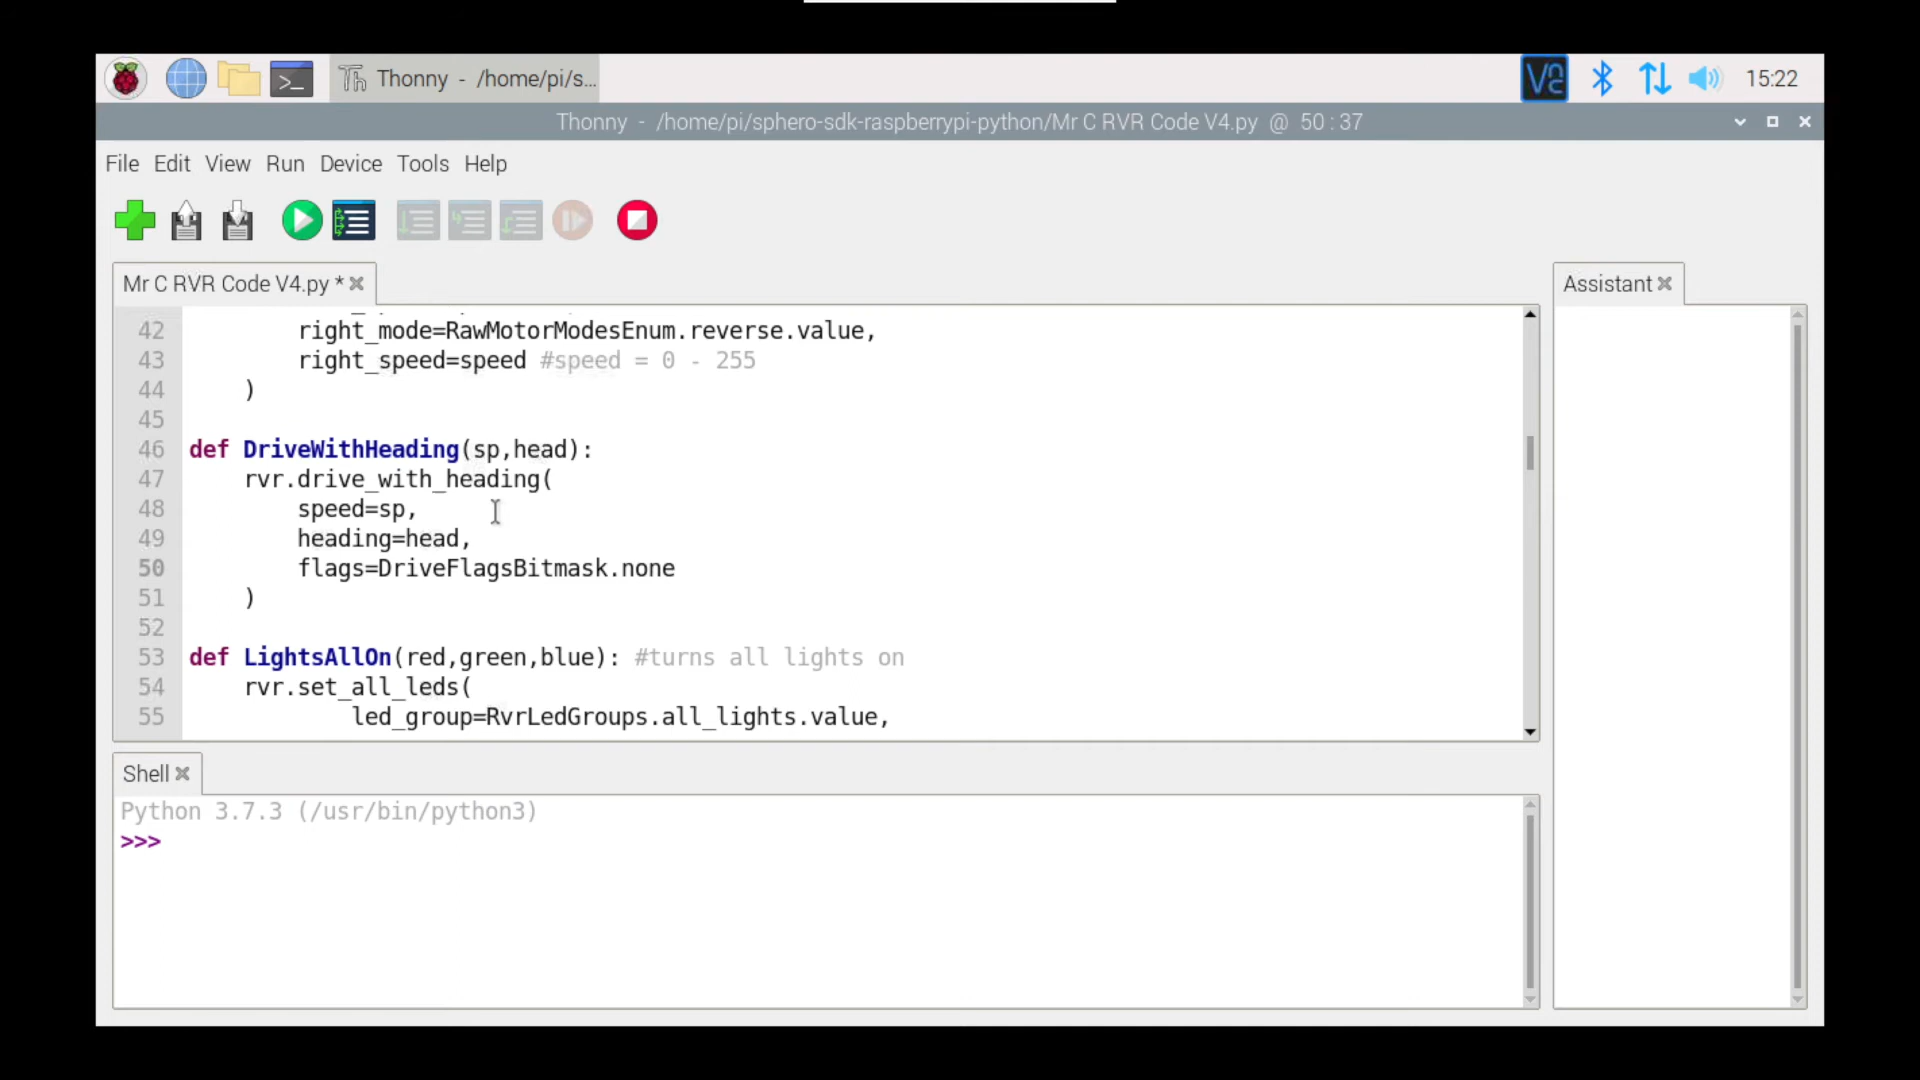 Thonny - /home/pi/s...
15:22
Thonny - /home/pi/sphero-sdk-raspberrypi-python/Mr C RVR Code V4.py @ 50 : 37
File Edit View Run Device Tools Help
Mr C RVR Code V4.py *
Assistant
42 right_mode=RawMotorModesEnum.reverse.value,
43 right_speed=speed #speed = 0 - 255
44 )
45
46 def DriveWithHeading(sp,head):
47 rvr.drive_with_heading(
48 speed=sp,
49 heading=head,
50 flags=DriveFlagsBitmask.none
51 )
52
53 def LightsAllOn(red,green,blue): #turns all lights on
54 rvr.set_all_leds(
55 led_group=RvrLedGroups.all_lights.value,
Shell
Python 3.7.3 (/usr/bin/python3)
>>>